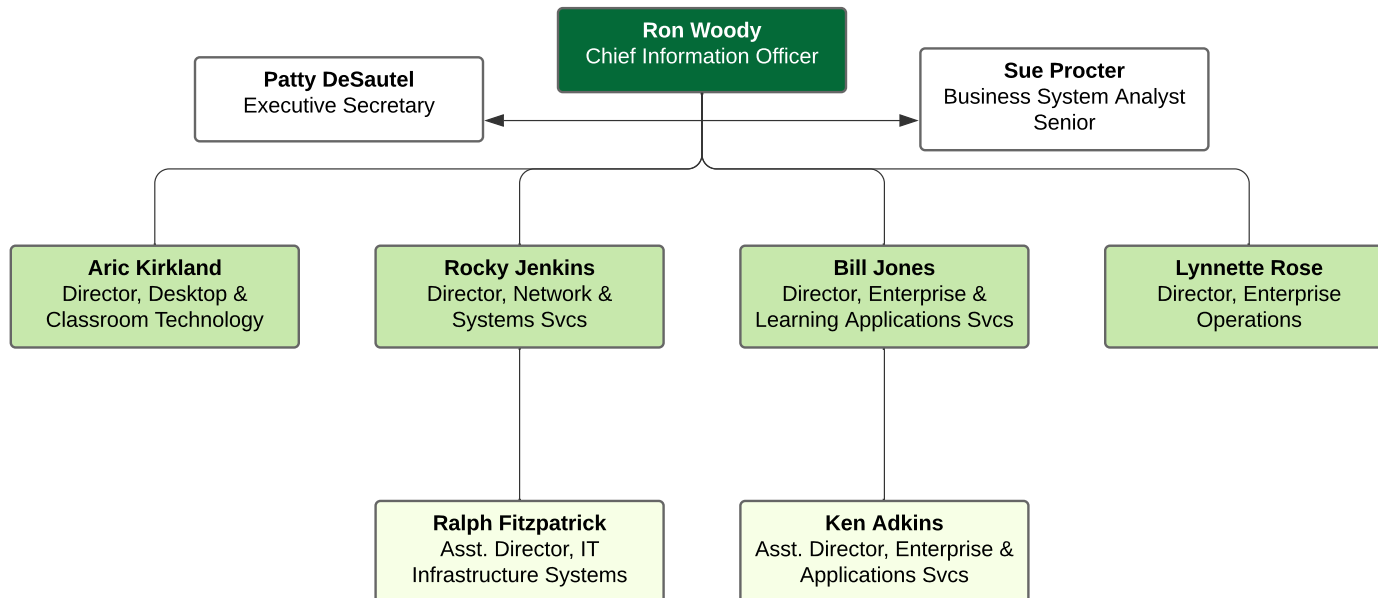 Ron Woody
Chief Information Officer
Patty DeSautel
Executive Secretary
Sue Procter
Business System Analyst
Senior
Aric Kirkland
Director, Desktop &
Classroom Technology
Rocky Jenkins
Director, Network &
Systems Svcs
Bill Jones
Director, Enterprise &
Learning Applications Svcs
Lynnette Rose
Director, Enterprise
Operations
Ralph Fitzpatrick
Asst. Director, IT
Infrastructure Systems
Ken Adkins
Asst. Director, Enterprise &
Applications Svcs